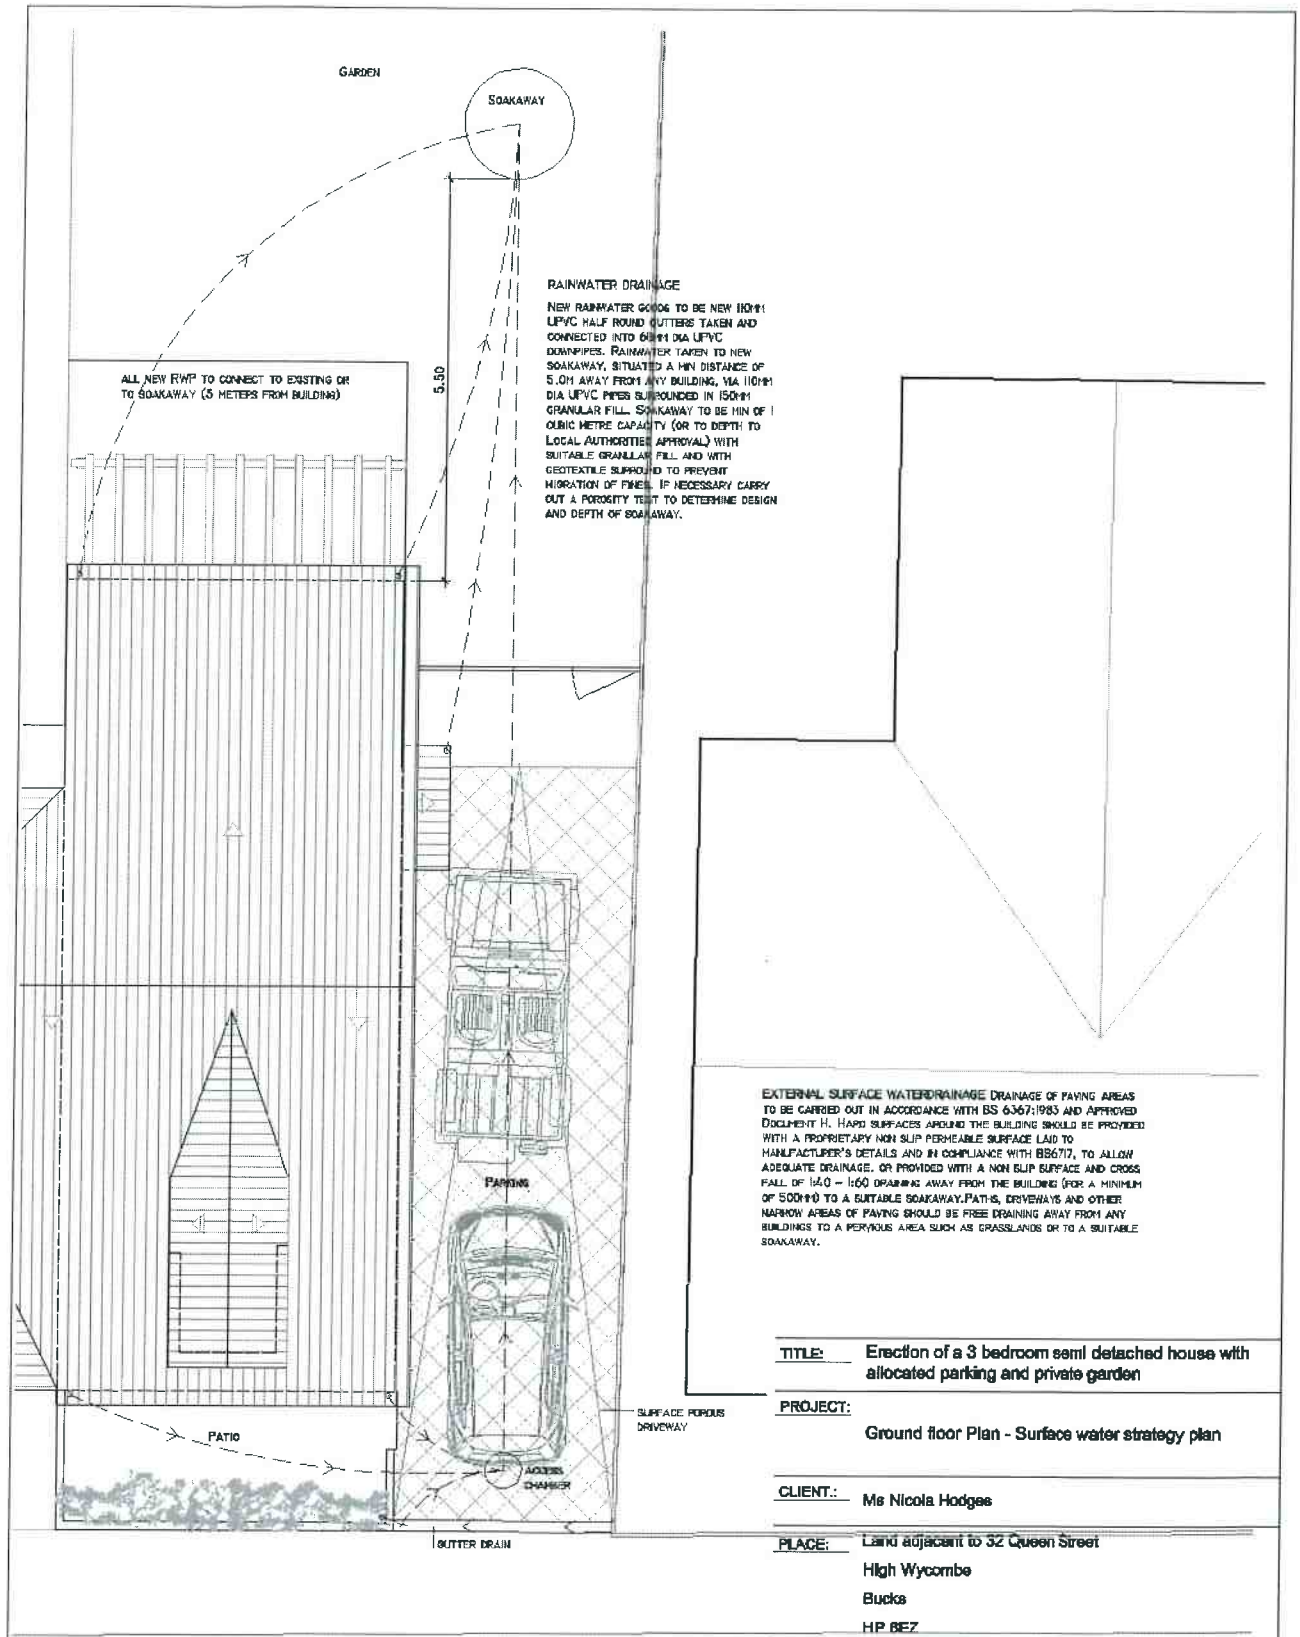 GARDEN
SOAKAWAY
RAINWATER DRAINAGE
NEW RAINWATER GOODS TO BE NEW 110MM
UPVC HALF ROUND GUTTERS TAKEN AND
CONNECTED INTO 68MM DIA UPVC
DOWNPIPES. RAINWATER TAKEN TO NEW
SOAKAWAY, SITUATED A MIN DISTANCE OF
5.0M AWAY FROM ANY BUILDING, VIA 110MM
DIA UPVC PIPES SURROUNDED IN 150MM
GRANULAR FILL. SOAKAWAY TO BE MIN OF 1
CUBIC METRE CAPACITY (OR TO DEPTH TO
LOCAL AUTHORITIES APPROVAL) WITH
SUITABLE GRANULAR FILL AND WITH
GEOTEXTILE SURROUND TO PREVENT
MIGRATION OF FINES. IF NECESSARY CARRY
OUT A POROSITY TEST TO DETERMINE DESIGN
AND DEPTH OF SOAKAWAY.
ALL NEW RWP TO CONNECT TO EXISTING OR
TO SOAKAWAY (5 METERS FROM BUILDING)
5.50
EXTERNAL SURFACE WATERDRAINAGE DRAINAGE OF PAVING AREAS
TO BE CARRIED OUT IN ACCORDANCE WITH BS 6367:1983 AND APPROVED
DOCUMENT H. HARD SURFACES AROUND THE BUILDING SHOULD BE PROVIDED
WITH A PROPRIETARY NON SLIP PERMEABLE SURFACE LAID TO
MANUFACTURER'S DETAILS AND IN COMPLIANCE WITH BS6717, TO ALLOW
ADEQUATE DRAINAGE. OR PROVIDED WITH A NON SLIP SURFACE AND CROSS
FALL OF 1:40 – 1:60 DRAINING AWAY FROM THE BUILDING (FOR A MINIMUM
OF 500MM) TO A SUITABLE SOAKAWAY.PATHS, DRIVEWAYS AND OTHER
NARROW AREAS OF PAVING SHOULD BE FREE DRAINING AWAY FROM ANY
BUILDINGS TO A PERVIOUS AREA SUCH AS GRASSLANDS OR TO A SUITABLE
SOAKAWAY.
PARKING
SURFACE POROUS
DRIVEWAY
PATIO
ACCESS
CHAMBER
GUTTER DRAIN
TITLE: Erection of a 3 bedroom semi detached house with
allocated parking and private garden
PROJECT:
Ground floor Plan - Surface water strategy plan
CLIENT.: Ms Nicola Hodges
PLACE: Land adjacent to 32 Queen Street
High Wycombe
Bucks
HP 6EZ